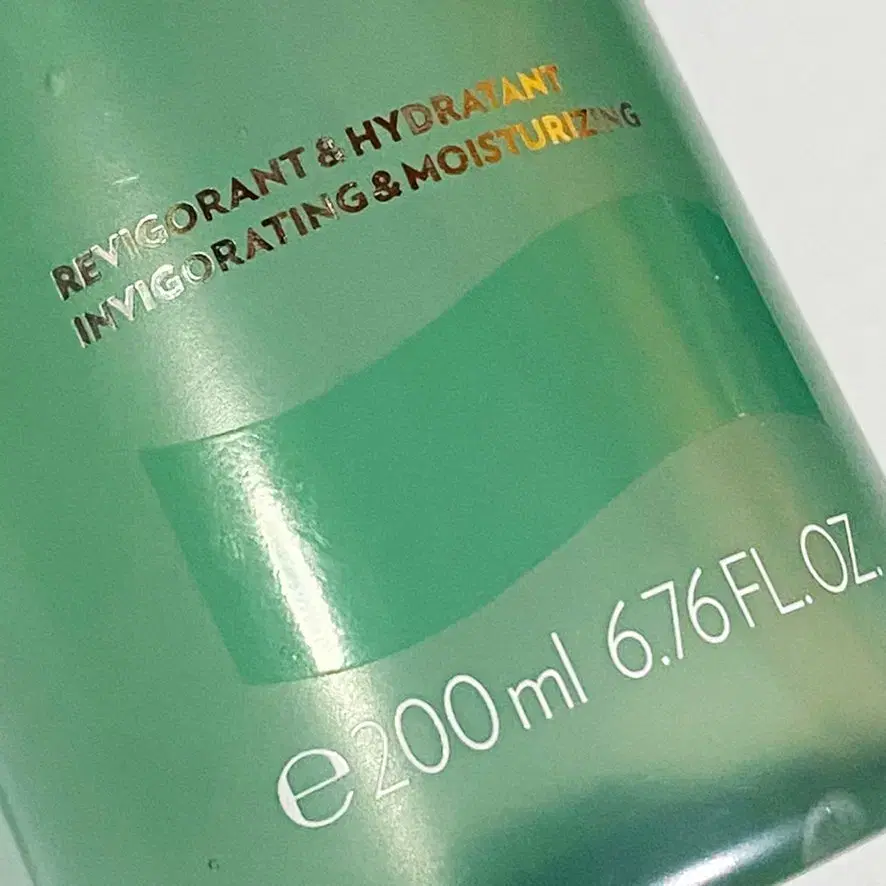 REVIGORANT & HYDRATANT
INVIGORATING & MOISTURIZING
℮200 ml 6.76 FL.OZ.